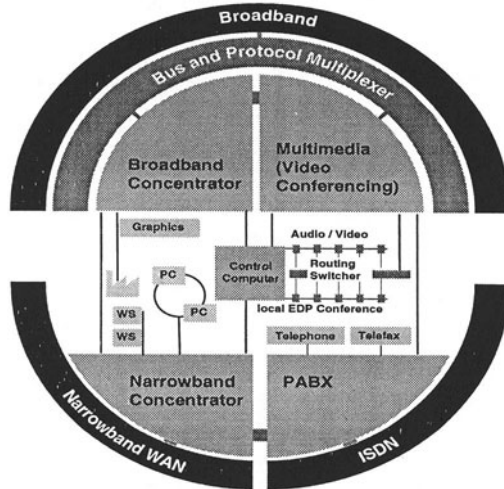 Broadband
Bus and Protocol Multiplexer
Broadband
Concentrator
Multimedia
(Video
Conferencing)
Graphics
Audio / Video
PC
Control
Computer
Routing
Switcher
WS
PC
local EDP Conference
WS
Telephone
Telefax
Narrowband
Concentrator
PABX
Narrowband WAN
ISDN